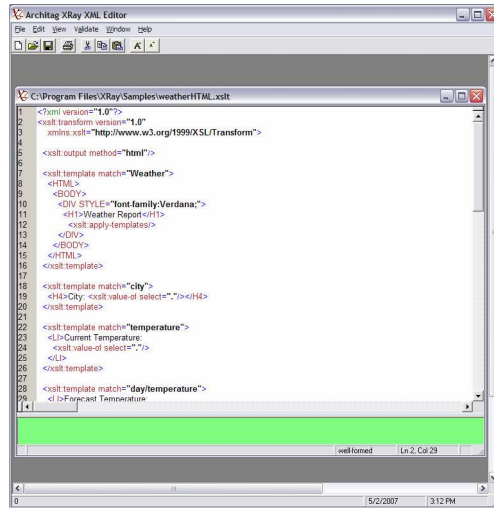 Architag XRay XML Editor
File Edit View Validate Window Help
C:\Program Files\XRay\Samples\weatherHTML.xslt
1 <?xml version="1.0"?>
2 <xslt:transform version="1.0"
3 xmlns:xslt="http://www.w3.org/1999/XSL/Transform">
4
5 <xslt:output method="html"/>
6
7 <xslt:template match="Weather">
8 <HTML>
9 <BODY>
10 <DIV STYLE="font-family:Verdana;">
11 <H1>Weather Report</H1>
12 <xslt:apply-templates/>
13 </DIV>
14 </BODY>
15 </HTML>
16 </xslt:template>
17
18 <xslt:template match="city">
19 <H4>City: <xslt:value-of select="."/></H4>
20 </xslt:template>
21
22 <xslt:template match="temperature">
23 <LI>Current Temperature:
24 <xslt:value-of select="."/>
25 </LI>
26 </xslt:template>
27
28 <xslt:template match="day/temperature">
29 <LI>Forecast Temperature:
well-formed Ln 2, Col 29
0 5/2/2007 3:12 PM